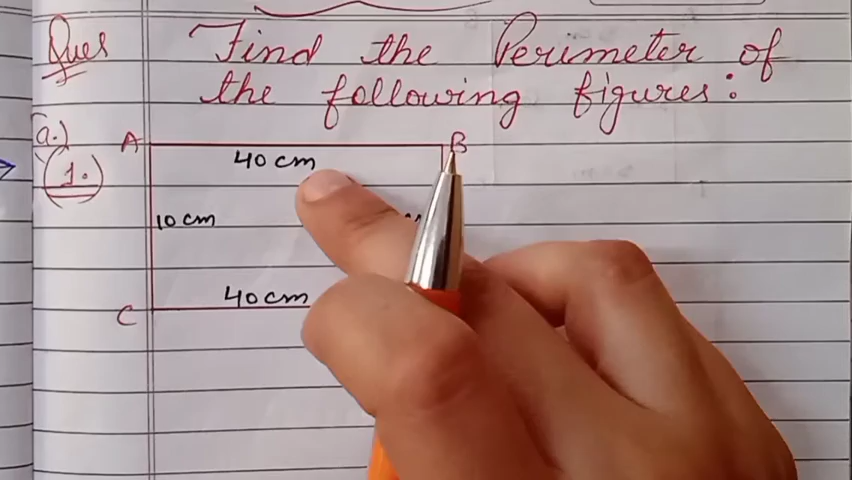 Ques Find the Perimeter of
the following figures:
a.)
(1.)
A B
40 cm
10 cm
40 cm
C